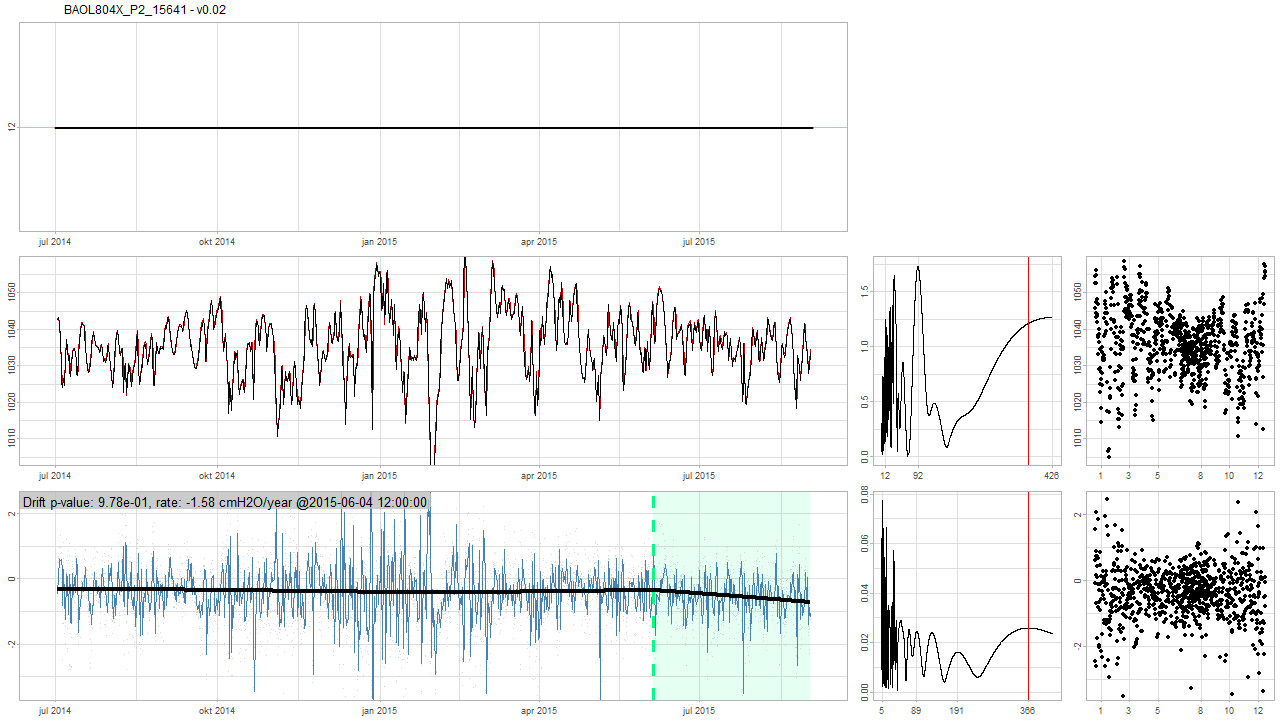 BAOL804X_P2_15641 - v0.02
12
jul 2014 okt 2014 jan 2015 apr 2015 jul 2015
1050
1040
1030
1020
1010
jul 2014 okt 2014 jan 2015 apr 2015 jul 2015
1.5
1.0
0.5
0.0
12 92 428
1050
1040
1030
1020
1010
1 3 5 8 10 12
Drift p-value: 9.78e-01, rate: -1.58 cmH2O/year @2015-06-04 12:00:00
2
0
-2
jul 2014 okt 2014 jan 2015 apr 2015 jul 2015
0.08
0.06
0.04
0.02
0.00
5 89 191 366
2
0
-2
1 3 5 8 10 12